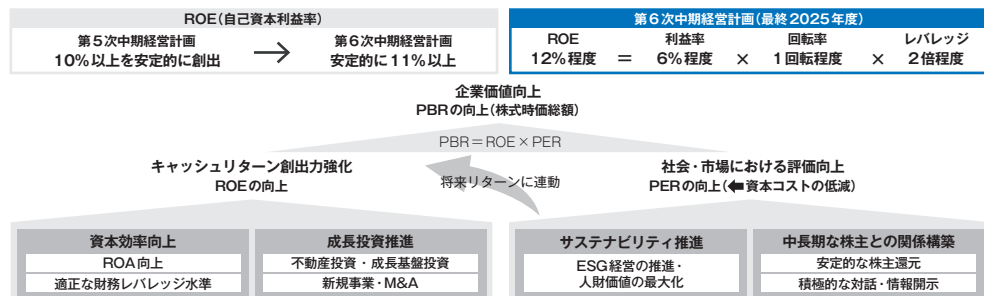 ROE（自己資本利益率）
第5次中期経営計画
10％以上を安定的に創出
→
第6次中期経営計画
安定的に11％以上
第6次中期経営計画（最終2025年度）
ROE 利益率 回転率 レバレッジ
12％程度 ＝ 6％程度 × 1回転程度 × 2倍程度
企業価値向上
PBRの向上（株式時価総額）
PBR＝ROE×PER
キャッシュリターン創出力強化
ROEの向上
将来リターンに連動
社会・市場における評価向上
PERの向上（⬅資本コストの低減）
資本効率向上
ROA向上
適正な財務レバレッジ水準
成長投資推進
不動産投資・成長基盤投資
新規事業・M&A
サステナビリティ推進
ESG経営の推進・
人財価値の最大化
中長期な株主との関係構築
安定的な株主還元
積極的な対話・情報開示